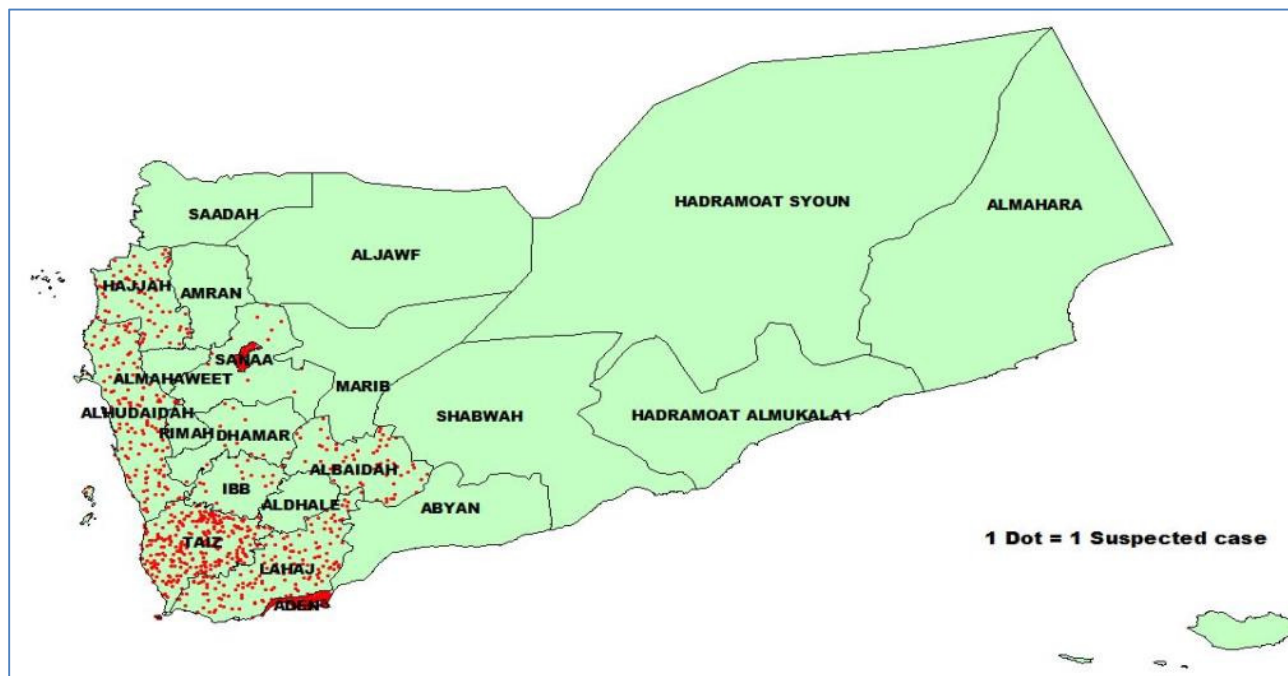 SAADAH
HADRAMOAT SYOUN
ALMAHARA
ALJAWF
HAJJAH
AMRAN
SANAA
ALMAHAWEET
MARIB
ALHUDAIDAH
RIMAH
DHAMAR
SHABWAH
HADRAMOAT ALMUKALA1
ALBAIDAH
IBB
ALDHALE
ABYAN
TAIZ
LAHAJ
ADEN
1 Dot = 1 Suspected case